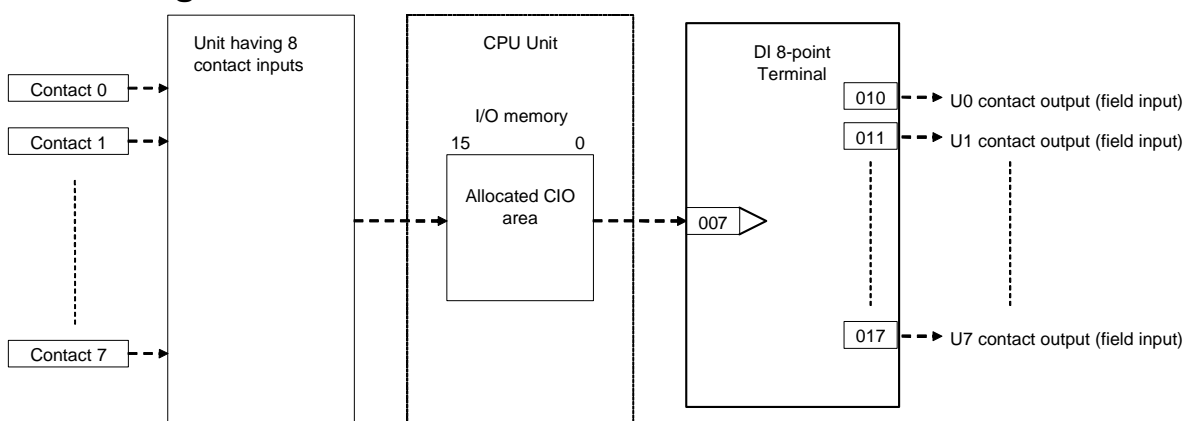 Unit having 8
contact inputs
CPU Unit
DI 8-point
Terminal
Contact 0
Contact 1
Contact 7
I/O memory
15 0
Allocated CIO
area
007
010
U0 contact output (field input)
011
U1 contact output (field input)
017
U7 contact output (field input)